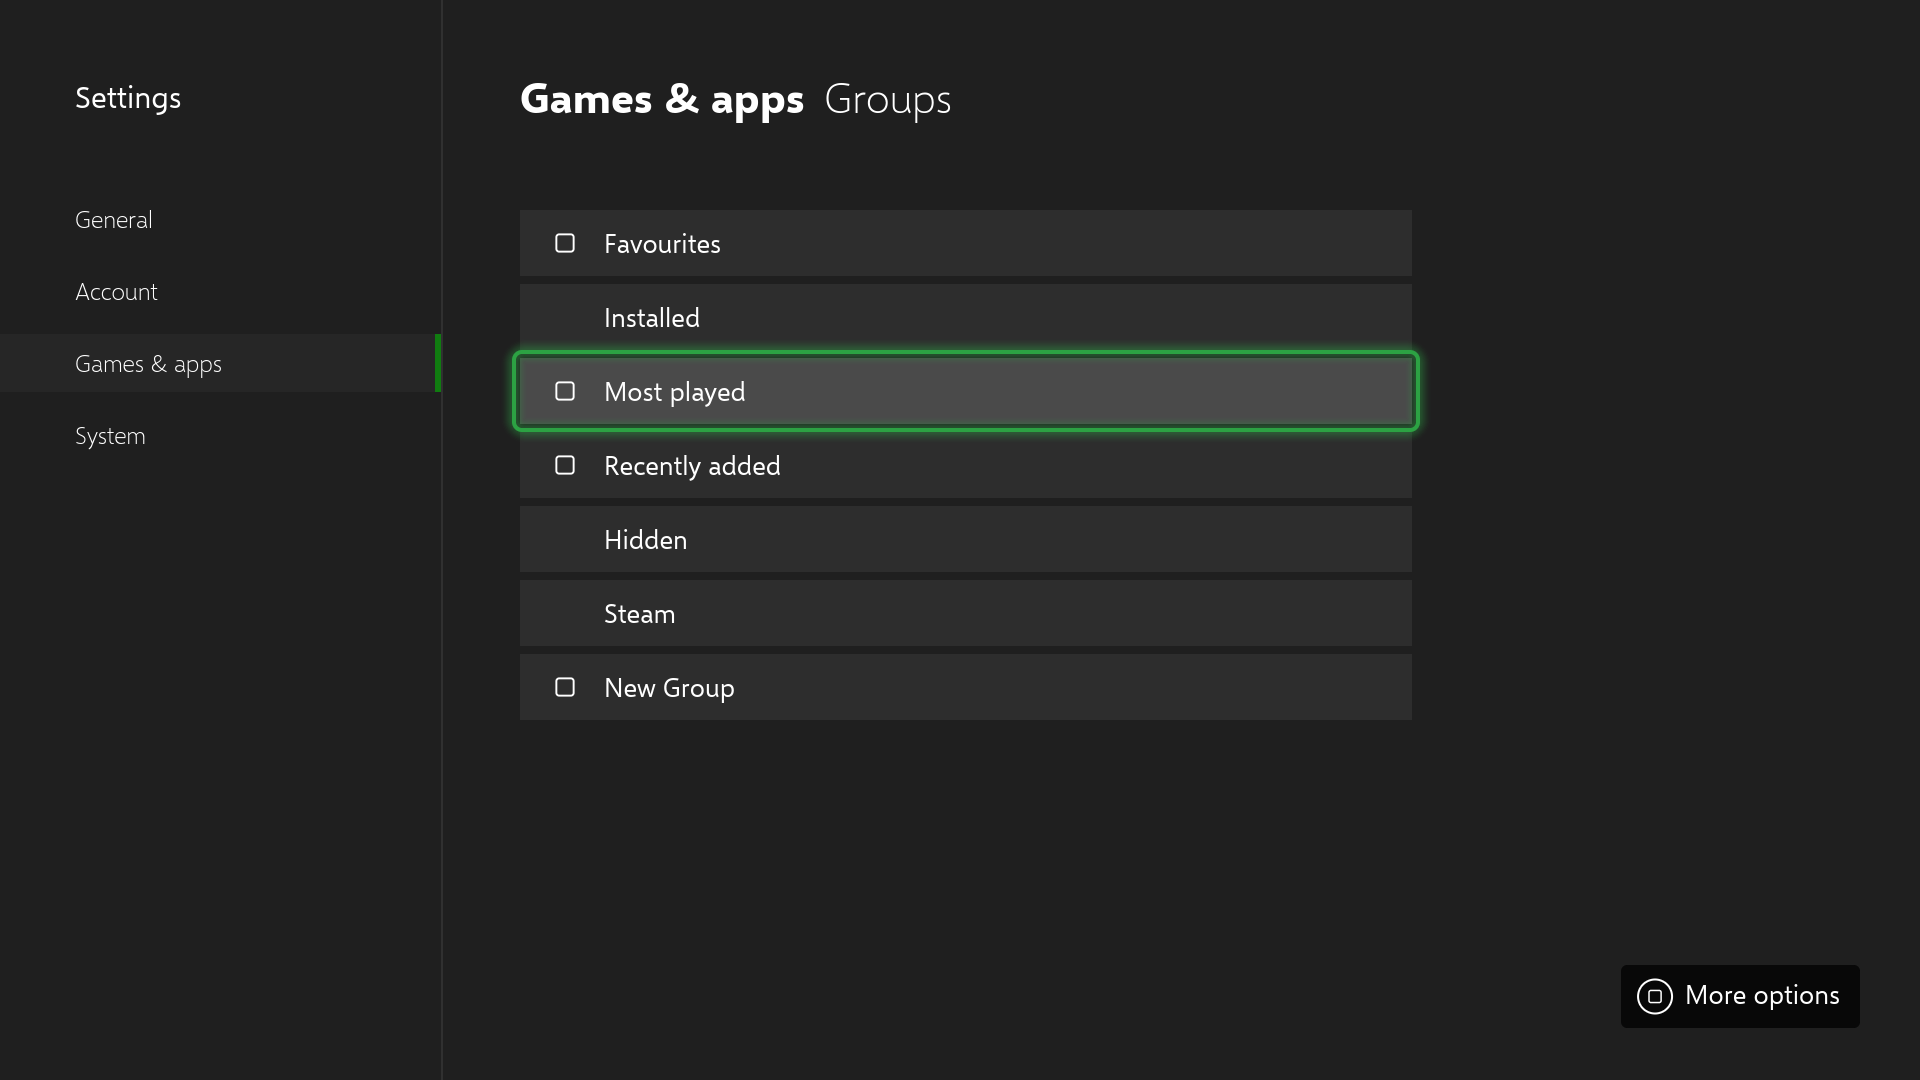 Settings
General
Account
Games & apps
System
Games & apps Groups
Favourites
Installed
Most played
Recently added
Hidden
Steam
New Group
More options